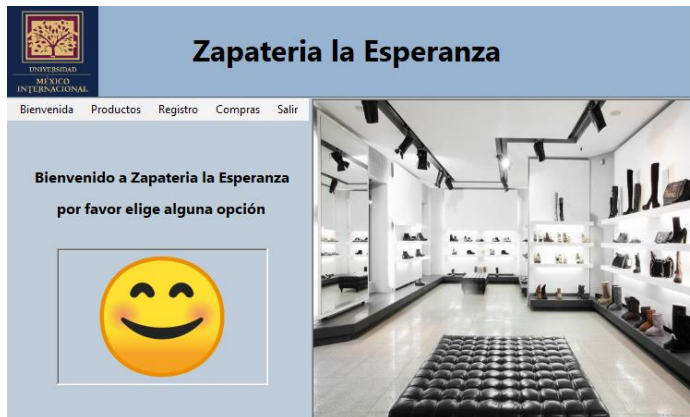 UNIVERSIDAD
MÉXICO
INTERNACIONAL
Zapateria la Esperanza
Bienvenida Productos Registro Compras Salir
Bienvenido a Zapateria la Esperanza
por favor elige alguna opción